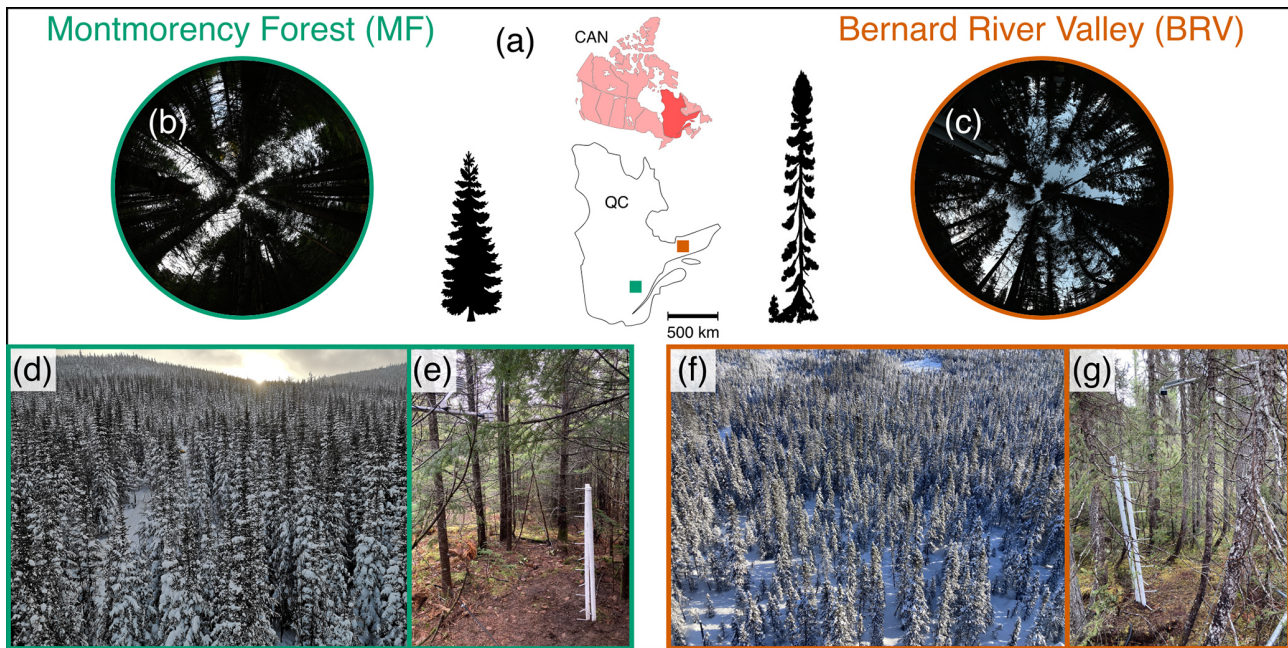 Montmorency Forest (MF)
(a)
CAN
Bernard River Valley (BRV)
(b)
(c)
QC
500 km
(d)
(e)
(f)
(g)